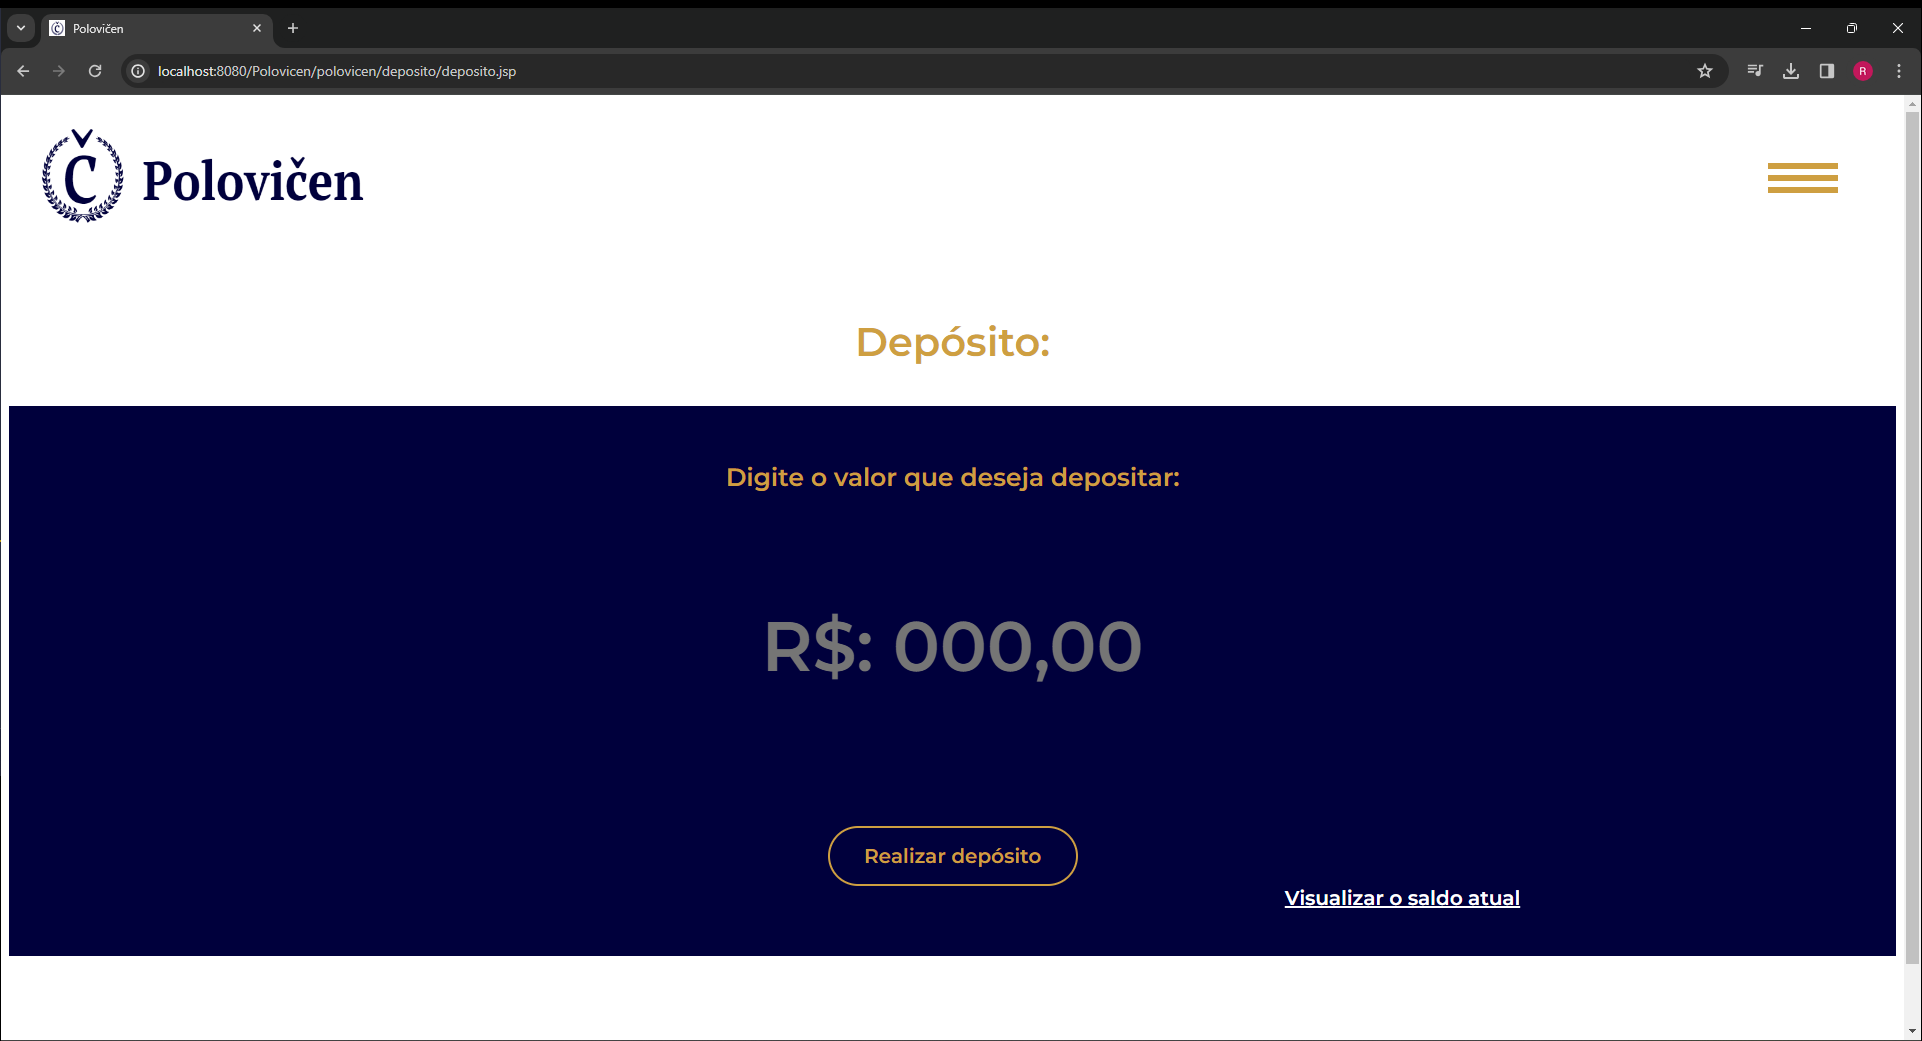 Polovičen
localhost:8080/Polovicen/polovicen/deposito/deposito.jsp
R
Č Polovičen
Depósito:
Digite o valor que deseja depositar:
R$: 000,00
Realizar depósito
Visualizar o saldo atual